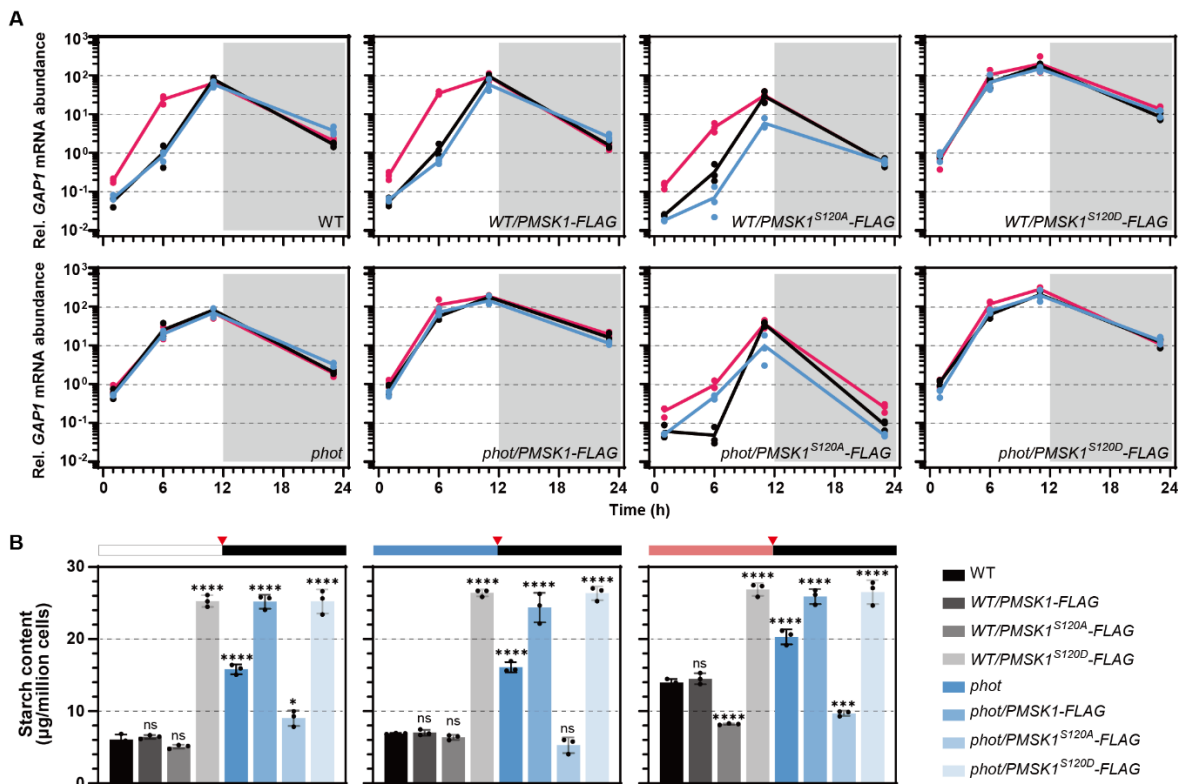 A
Rel. GAP1 mRNA abundance
10³
10²
10¹
10⁰
10⁻¹
10⁻²
WT
WT/PMSK1-FLAG
WT/PMSK1^S120A-FLAG
WT/PMSK1^S120D-FLAG
Rel. GAP1 mRNA abundance
10³
10²
10¹
10⁰
10⁻¹
10⁻²
phot
phot/PMSK1-FLAG
phot/PMSK1^S120A-FLAG
phot/PMSK1^S120D-FLAG
0 6 12 18 24 0 6 12 18 24 0 6 12 18 24 0 6 12 18 24
Time (h)
B
Starch content
(µg/million cells)
30
20
10
0
ns ns **** **** **** * ****
ns ns **** **** **** ns ****
ns **** **** **** **** *** ****
WT
WT/PMSK1-FLAG
WT/PMSK1^S120A-FLAG
WT/PMSK1^S120D-FLAG
phot
phot/PMSK1-FLAG
phot/PMSK1^S120A-FLAG
phot/PMSK1^S120D-FLAG